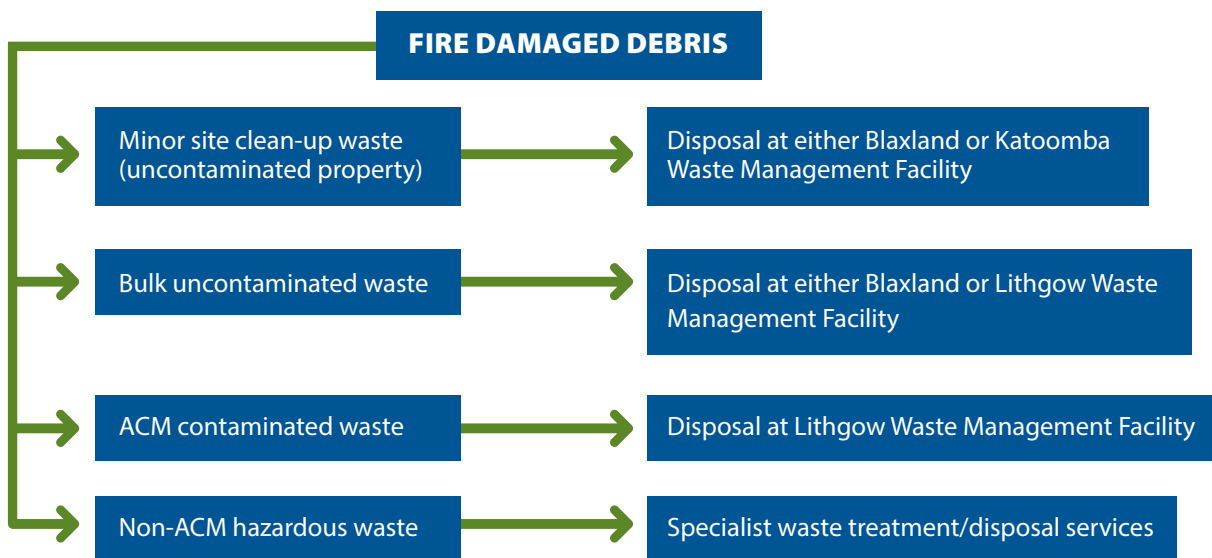 FIRE DAMAGED DEBRIS
Minor site clean-up waste
(uncontaminated property)
Disposal at either Blaxland or Katoomba
Waste Management Facility
Bulk uncontaminated waste
Disposal at either Blaxland or Lithgow Waste
Management Facility
ACM contaminated waste
Disposal at Lithgow Waste Management Facility
Non-ACM hazardous waste
Specialist waste treatment/disposal services